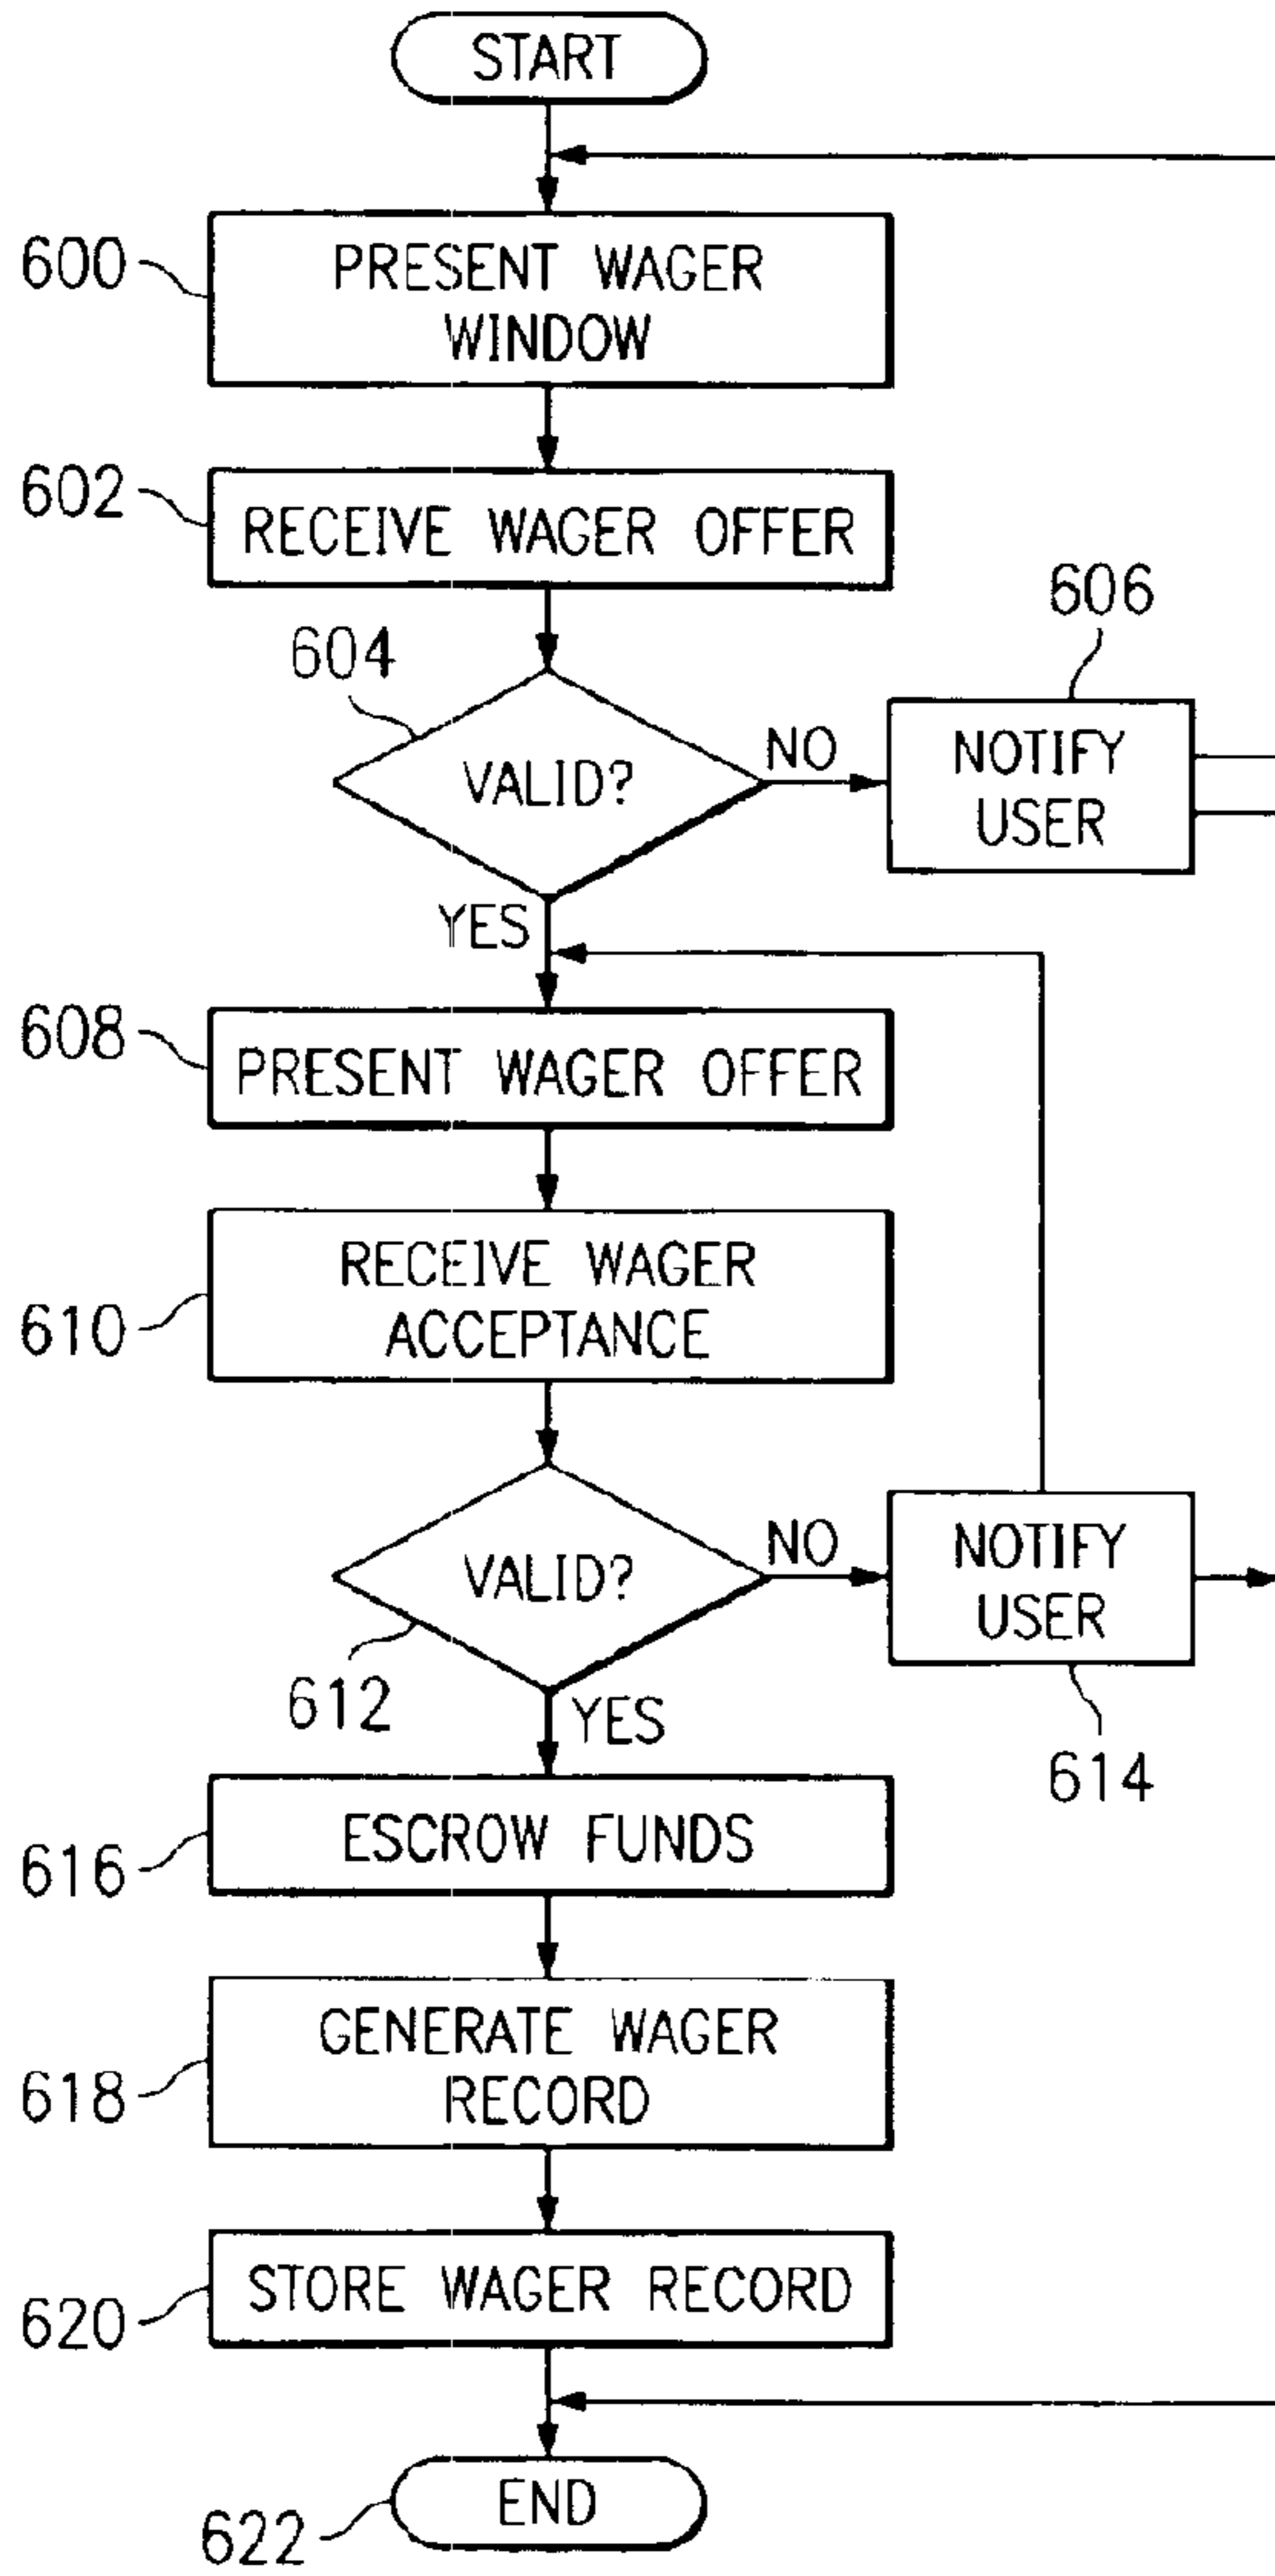 START
600
PRESENT WAGER
WINDOW
602
RECEIVE WAGER OFFER
604
VALID?
NO
606
NOTIFY
USER
YES
608
PRESENT WAGER OFFER
610
RECEIVE WAGER
ACCEPTANCE
612
VALID?
NO
NOTIFY
USER
614
YES
616
ESCROW FUNDS
618
GENERATE WAGER
RECORD
620
STORE WAGER RECORD
622
END